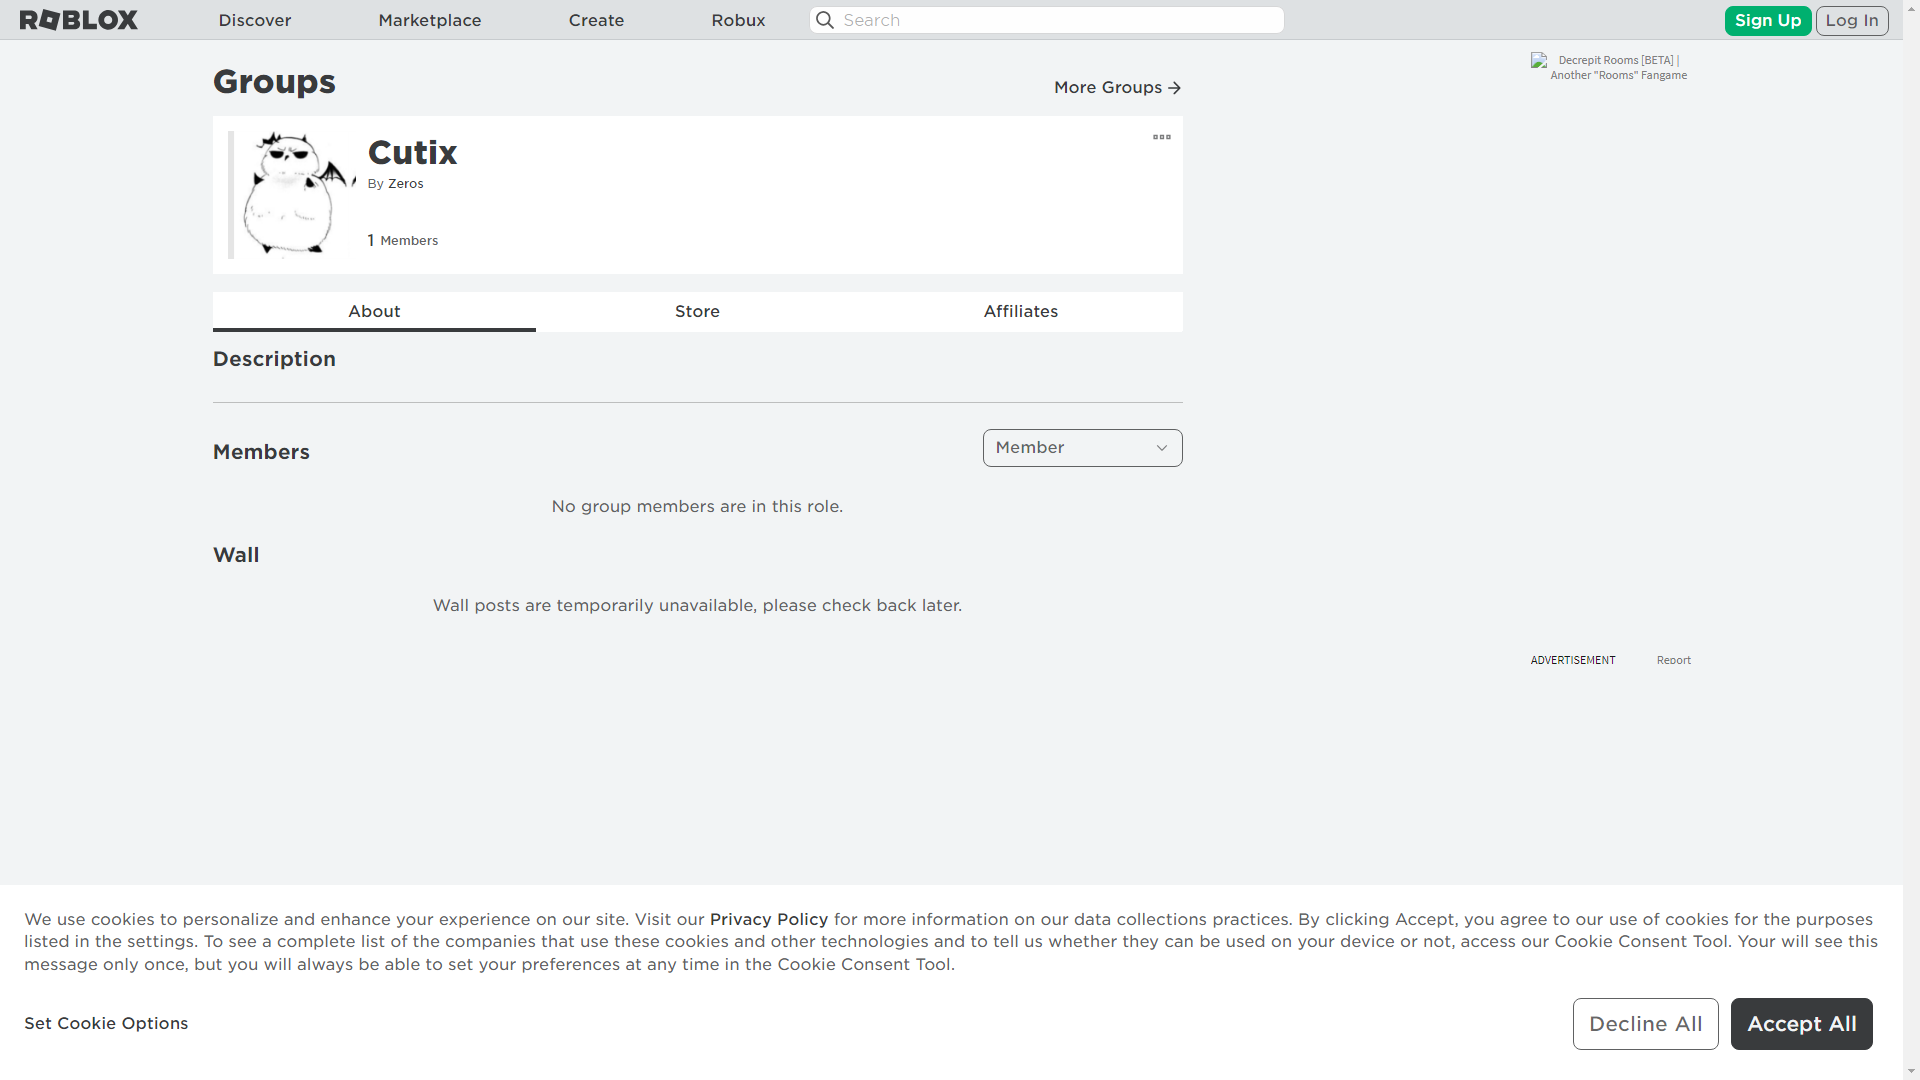 ROBLOX Discover Marketplace Create Robux Search Sign Up Log In
Groups
More Groups
Cutix
By Zeros
1 Members
About Store Affiliates
Description
Members
Member
No group members are in this role.
Wall
Wall posts are temporarily unavailable, please check back later.
Decrepit Rooms [BETA] |
Another "Rooms" Fangame
ADVERTISEMENT Report
We use cookies to personalize and enhance your experience on our site. Visit our Privacy Policy for more information on our data collections practices. By clicking Accept, you agree to our use of cookies for the purposes
listed in the settings. To see a complete list of the companies that use these cookies and other technologies and to tell us whether they can be used on your device or not, access our Cookie Consent Tool. Your will see this
message only once, but you will always be able to set your preferences at any time in the Cookie Consent Tool.
Set Cookie Options
Decline All
Accept All